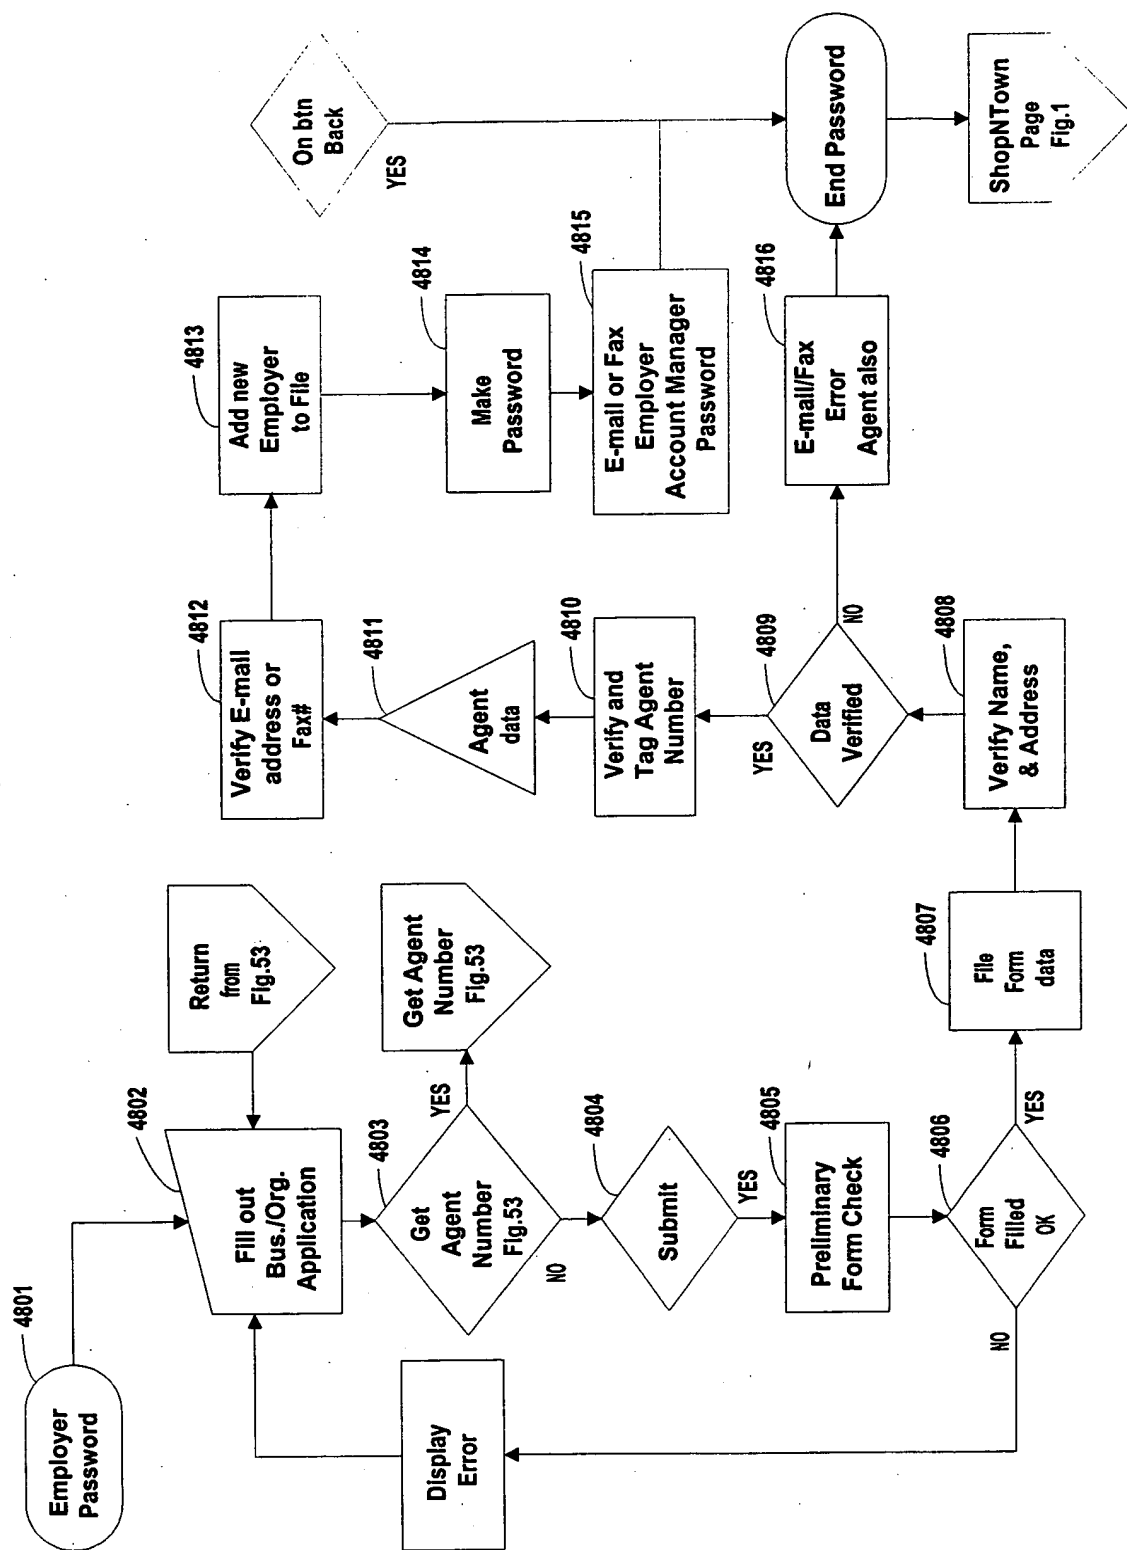 4801
Employer
Password
4802
Fill out
Bus./Org.
Application
Return
from
Fig.53
4803
Get
Agent
Number
Fig.53
YES
NO
Get Agent
Number
Fig.53
4804
Submit
YES
4805
Preliminary
Form Check
4806
Form
Filled
OK
YES
NO
Display
Error
4807
File
Form
data
4808
Verify Name,
& Address
4809
Data
Verified
YES
NO
4810
Verify and
Tag Agent
Number
4811
Agent
data
4812
Verify E-mail
address or
Fax#
4813
Add new
Employer
to File
4814
Make
Password
4815
E-mail or Fax
Employer
Account Manager
Password
4816
E-mail/Fax
Error
Agent also
On btn
Back
YES
End Password
ShopNTown
Page
Fig.1